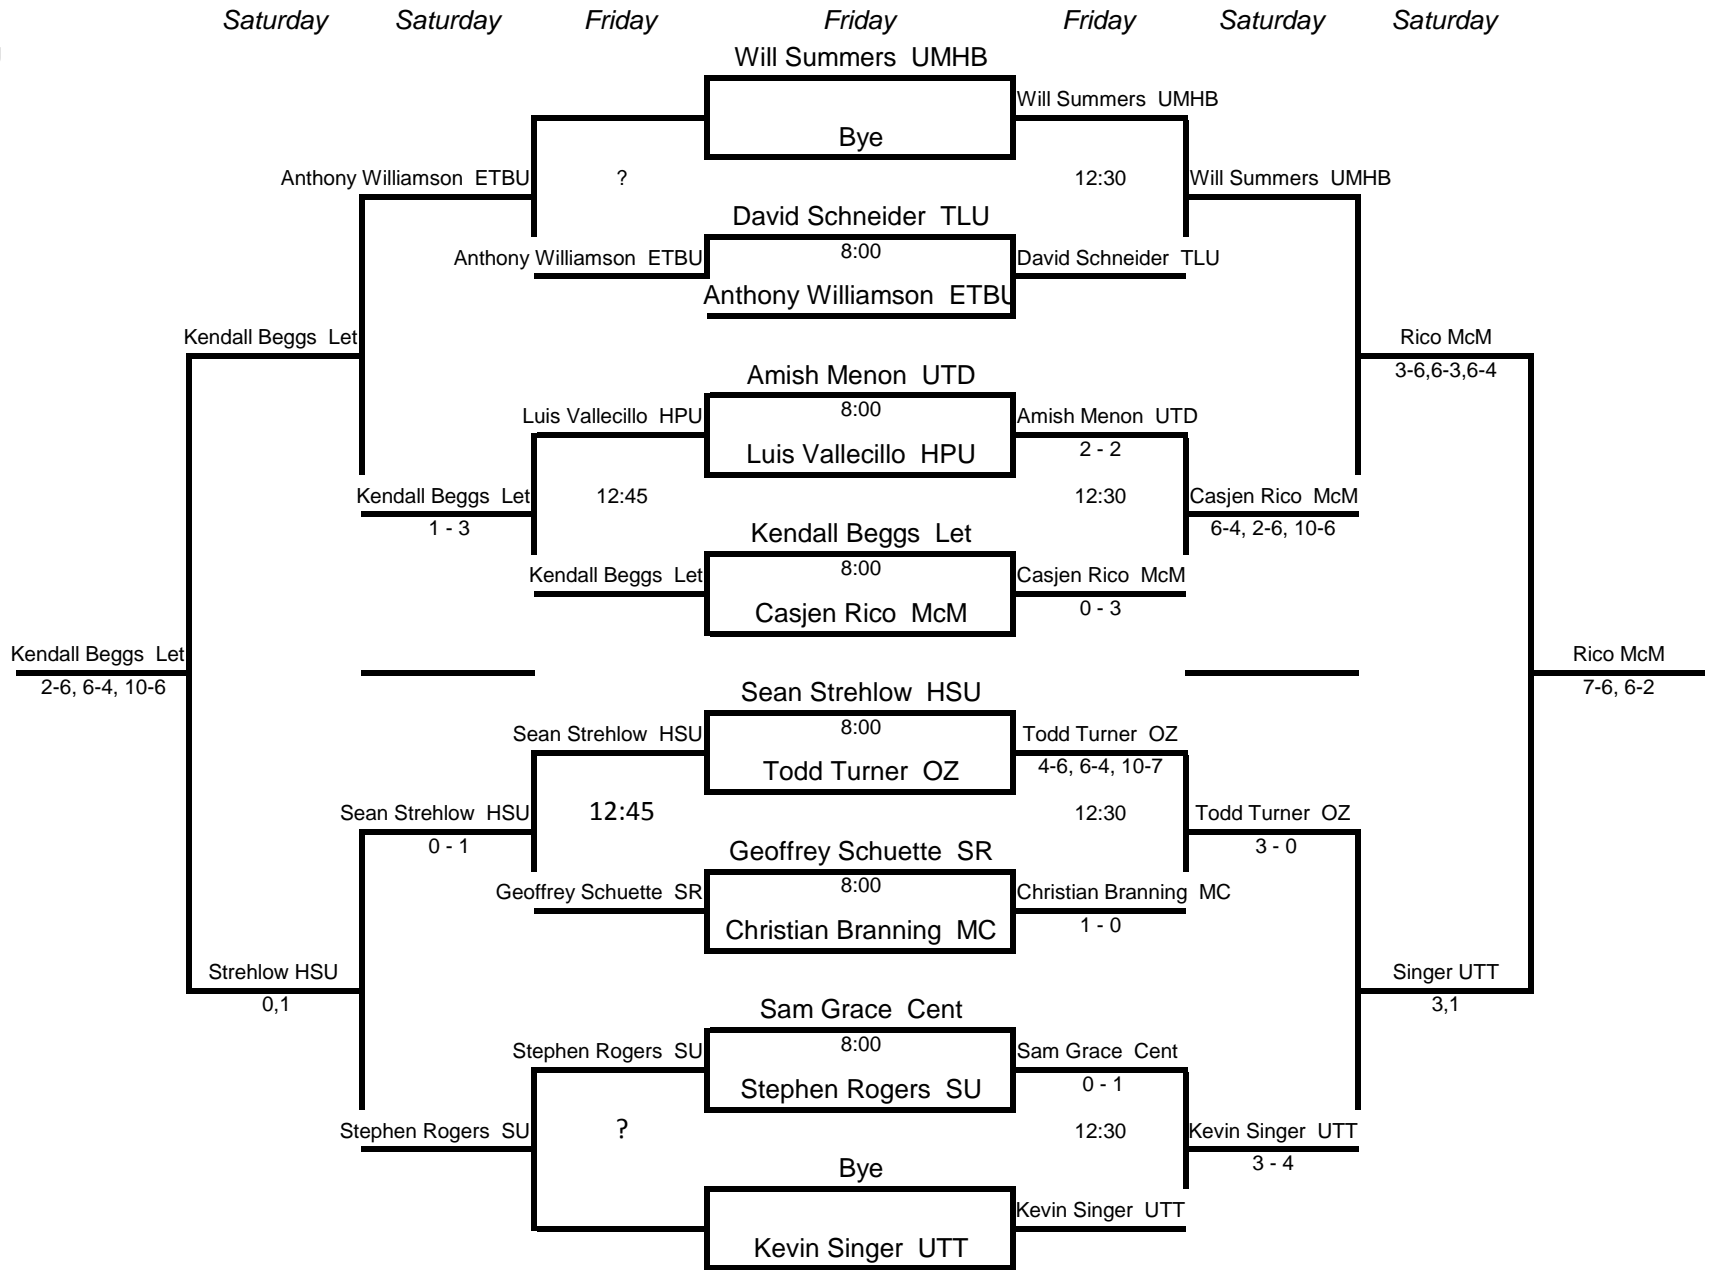 Saturday Saturday Friday Friday Friday Saturday Saturday
Will Summers UMHB
Will Summers UMHB
Bye
Anthony Williamson ETBU ? 12:30 Will Summers UMHB
David Schneider TLU
8:00
Anthony Williamson ETBU David Schneider TLU
Anthony Williamson ETBU
Kendall Beggs Let Rico McM
3-6,6-3,6-4
Amish Menon UTD
8:00
Luis Vallecillo HPU Amish Menon UTD
2 - 2
Luis Vallecillo HPU
Kendall Beggs Let 12:45 12:30 Casjen Rico McM
1 - 3 6-4, 2-6, 10-6
Kendall Beggs Let
8:00
Kendall Beggs Let Casjen Rico McM
0 - 3
Casjen Rico McM
Kendall Beggs Let Rico McM
2-6, 6-4, 10-6 7-6, 6-2
Sean Strehlow HSU
8:00
Sean Strehlow HSU Todd Turner OZ
4-6, 6-4, 10-7
Todd Turner OZ
Sean Strehlow HSU 12:45 12:30 Todd Turner OZ
0 - 1 3 - 0
Geoffrey Schuette SR
8:00
Geoffrey Schuette SR Christian Branning MC
1 - 0
Christian Branning MC
Strehlow HSU Singer UTT
0,1 3,1
Sam Grace Cent
8:00
Stephen Rogers SU Sam Grace Cent
0 - 1
Stephen Rogers SU
Stephen Rogers SU ? 12:30 Kevin Singer UTT
3 - 4
Bye
Kevin Singer UTT
Kevin Singer UTT